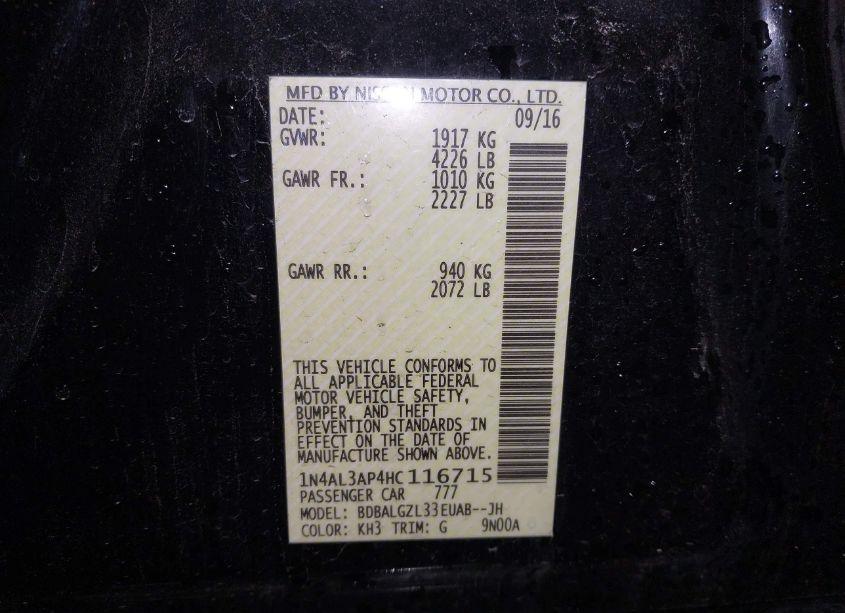 MFD BY NISSAN MOTOR CO., LTD.
DATE: 09/16
GVWR: 1917 KG
4226 LB
GAWR FR.: 1010 KG
2227 LB
GAWR RR.: 940 KG
2072 LB
THIS VEHICLE CONFORMS TO
ALL APPLICABLE FEDERAL
MOTOR VEHICLE SAFETY,
BUMPER, AND THEFT
PREVENTION STANDARDS IN
EFFECT ON THE DATE OF
MANUFACTURE SHOWN ABOVE.
1N4AL3AP4HC116715
PASSENGER CAR 777
MODEL: BDBALGZL33EUAB--JH
COLOR: KH3 TRIM: G 9N00A